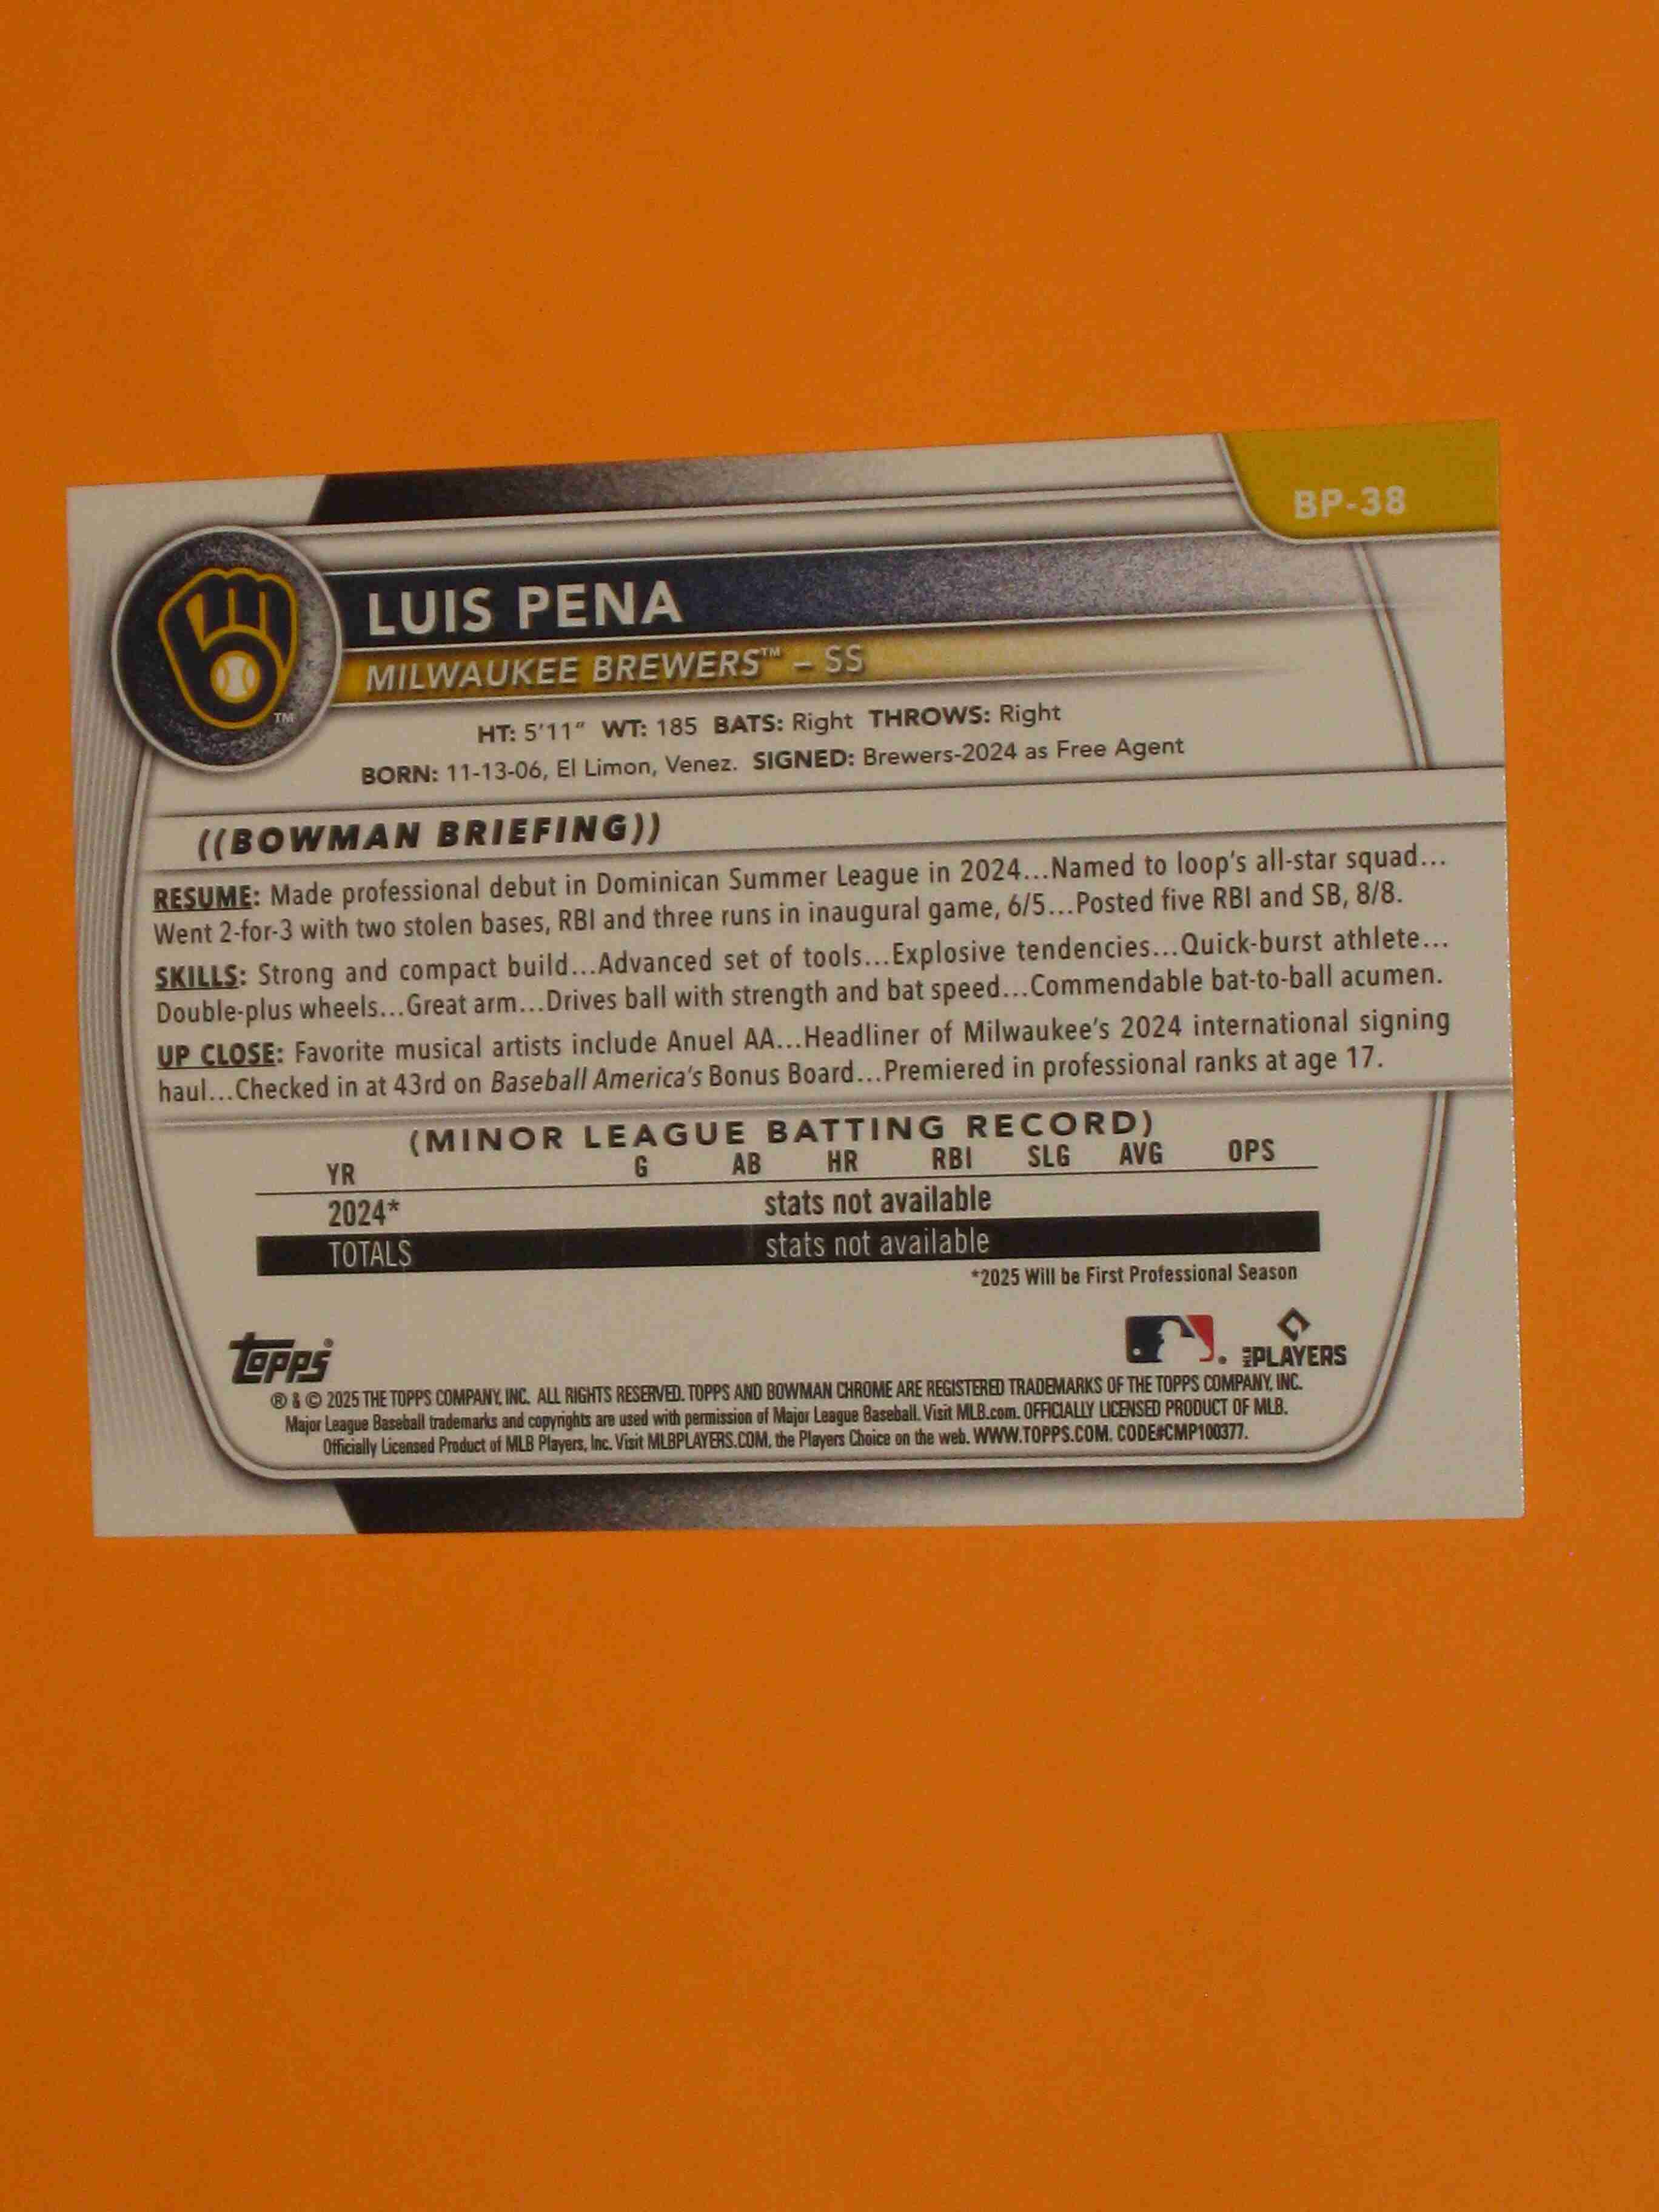 BP-38
LUIS PENA
MILWAUKEE BREWERS™ – SS
TM
HT: 5'11" WT: 185 BATS: Right THROWS: Right
BORN: 11-13-06, El Limon, Venez. SIGNED: Brewers-2024 as Free Agent
((BOWMAN BRIEFING))
RESUME: Made professional debut in Dominican Summer League in 2024...Named to loop's all-star squad...
Went 2-for-3 with two stolen bases, RBI and three runs in inaugural game, 6/5...Posted five RBI and SB, 8/8.
SKILLS: Strong and compact build...Advanced set of tools...Explosive tendencies...Quick-burst athlete...
Double-plus wheels...Great arm...Drives ball with strength and bat speed...Commendable bat-to-ball acumen.
UP CLOSE: Favorite musical artists include Anuel AA...Headliner of Milwaukee's 2024 international signing
haul...Checked in at 43rd on Baseball America's Bonus Board...Premiered in professional ranks at age 17.
(MINOR LEAGUE BATTING RECORD)
YR G AB HR RBI SLG AVG OPS
2024* stats not available
TOTALS stats not available
*2025 Will be First Professional Season
Topps
MLB PLAYERS
® & © 2025 THE TOPPS COMPANY, INC. ALL RIGHTS RESERVED. TOPPS AND BOWMAN CHROME ARE REGISTERED TRADEMARKS OF THE TOPPS COMPANY, INC.
Major League Baseball trademarks and copyrights are used with permission of Major League Baseball. Visit MLB.com. OFFICIALLY LICENSED PRODUCT OF MLB.
Officially Licensed Product of MLB Players, Inc. Visit MLBPLAYERS.COM, the Players Choice on the web. WWW.TOPPS.COM. CODE#CMP100377.